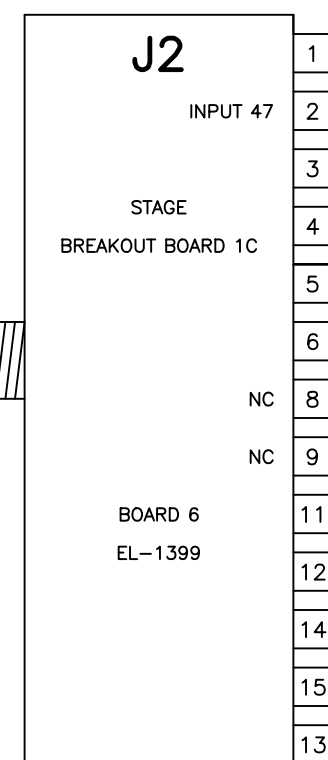 J2
1
INPUT 47 2
3
STAGE
4
BREAKOUT BOARD 1C
5
6
NC 8
NC 9
BOARD 6 11
EL-1399
12
14
15
13